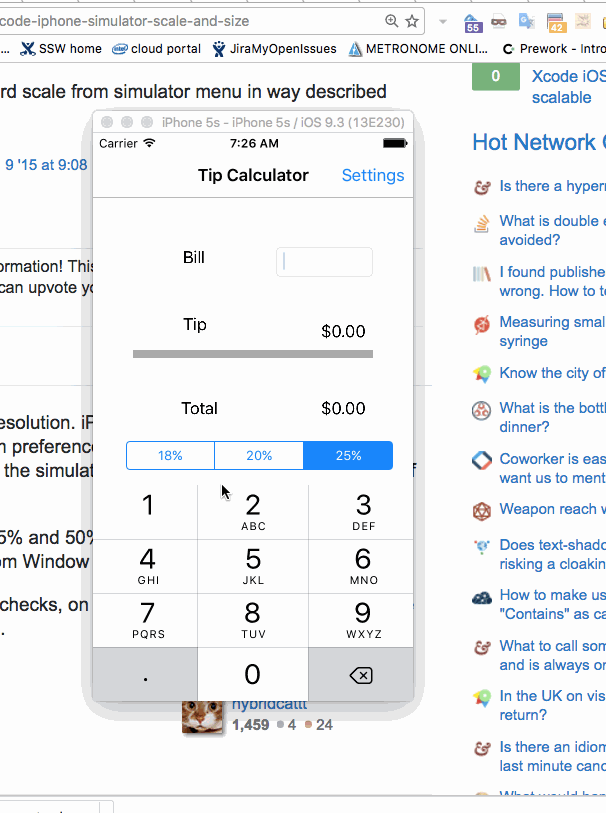 code-iphone-simulator-scale-and-size
55
42
... SSW home cloud portal JiraMyOpenIssues METRONOME ONLI... Prework - Intro
rd scale from simulator menu in way described
9 '15 at 9:08
ormation! This
can upvote yo
esolution. iP
n preference
the simulat
5% and 50%
om Window
checks, on
.
iPhone 5s - iPhone 5s / iOS 9.3 (13E230)
Carrier 7:26 AM
Tip Calculator Settings
Bill
Tip $0.00
Total $0.00
18% 20% 25%
1 2 3
ABC DEF
4 5 6
GHI JKL MNO
7 8 9
PQRS TUV WXYZ
. 0
hybridcattt
1,459 4 24
0 Xcode iOS
scalable
Hot Network
Is there a hypern
What is double e
avoided?
I found publishe
wrong. How to te
Measuring smal
syringe
Know the city of
What is the bottl
dinner?
Coworker is eas
want us to ment
Weapon reach w
Does text-shado
risking a cloakin
How to make us
"Contains" as ca
What to call som
and is always or
In the UK on vis
return?
Is there an idiom
last minute canc
What would hap